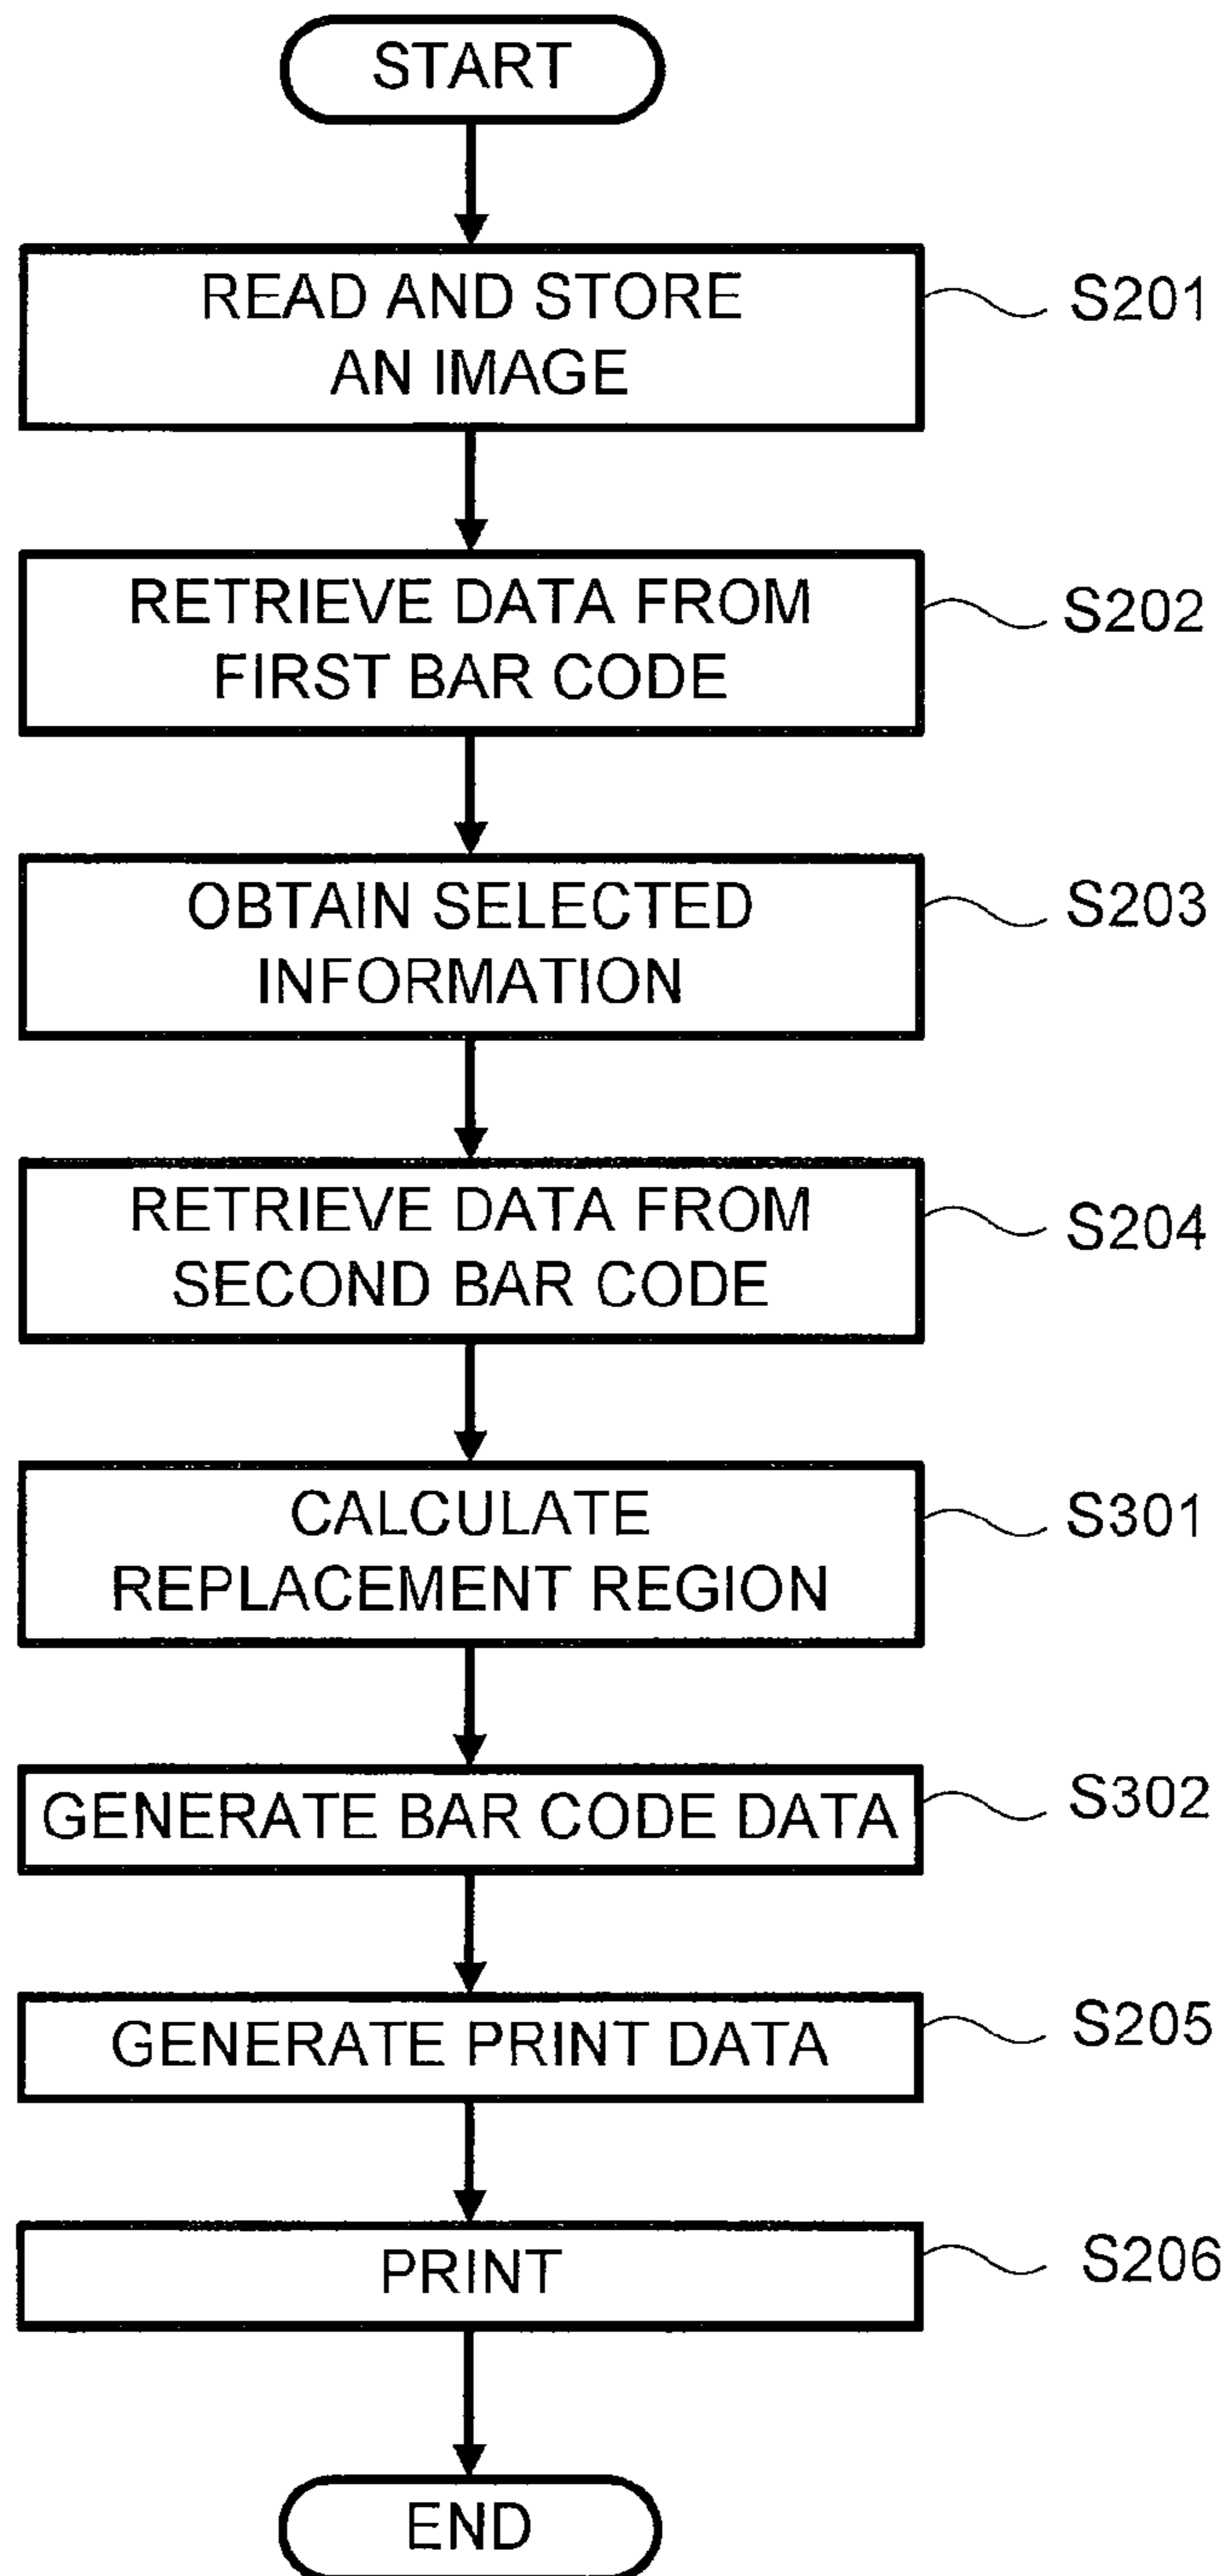 START
READ AND STORE
AN IMAGE
S201
RETRIEVE DATA FROM
FIRST BAR CODE
S202
OBTAIN SELECTED
INFORMATION
S203
RETRIEVE DATA FROM
SECOND BAR CODE
S204
CALCULATE
REPLACEMENT REGION
S301
GENERATE BAR CODE DATA
S302
GENERATE PRINT DATA
S205
PRINT
S206
END